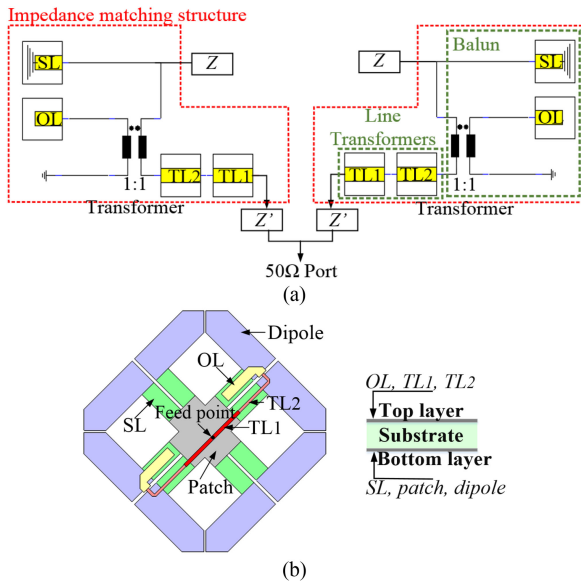 Impedance matching structure
SL
Z
Z
Balun
SL
OL
Line
Transformers
OL
TL2
TL1
TL1
TL2
1:1
1:1
Transformer
Transformer
Z'
Z'
50Ω Port
(a)
Dipole
OL
SL
TL2
Feed point
TL1
Patch
OL, TL1, TL2
Top layer
Substrate
Bottom layer
SL, patch, dipole
(b)